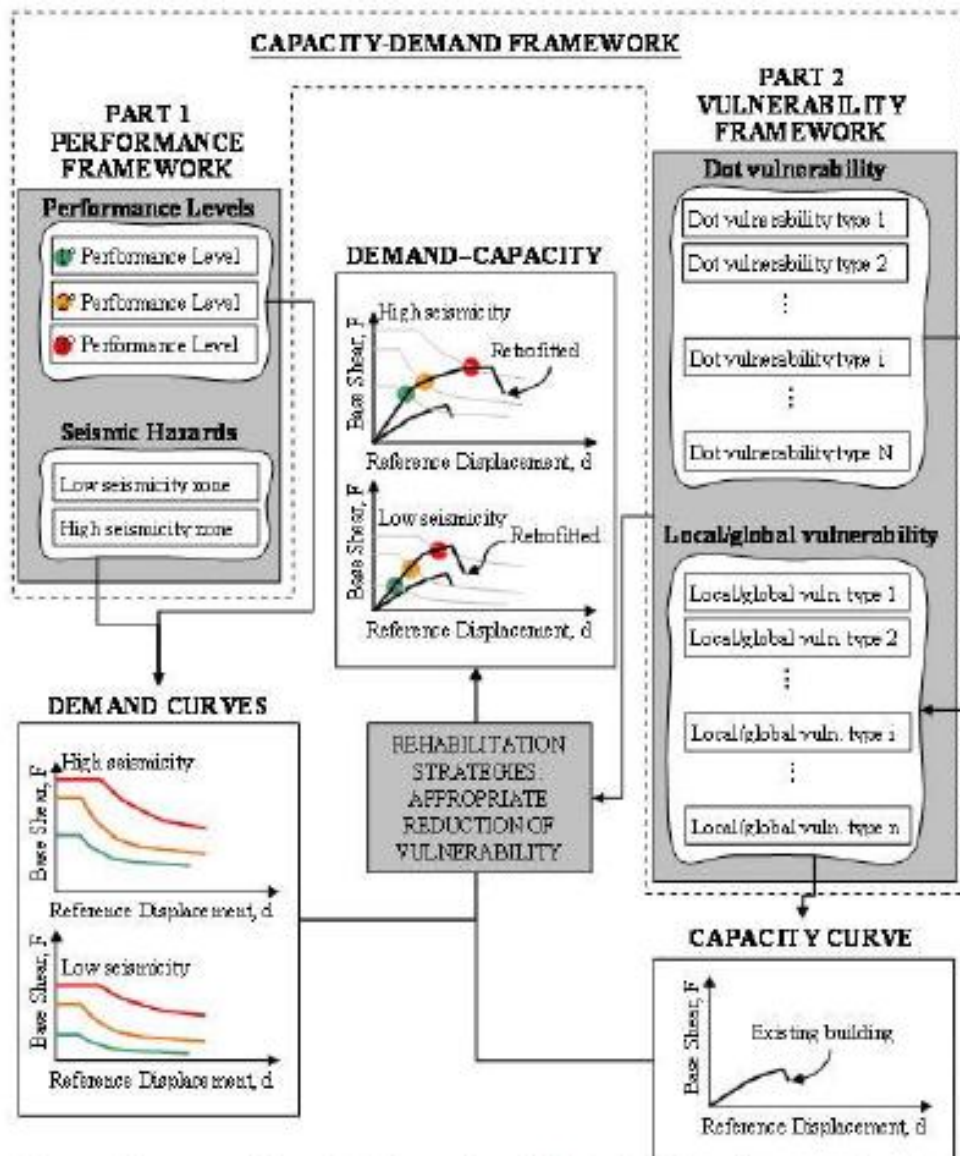 CAPACITY-DEMAND FRAMEWORK
PART 1
PERFORMANCE
FRAMEWORK
Performance Levels
1° Performance Level
2° Performance Level
3° Performance Level
Seismic Hazards
Low seismicity zone
High seismicity zone
PART 2
VULNERABILITY
FRAMEWORK
Dot vulnerability
Dot vulnerability type 1
Dot vulnerability type 2
⋮
Dot vulnerability type i
⋮
Dot vulnerability type N
Local/global vulnerability
Local/global vuln. type 1
Local/global vuln. type 2
⋮
Local/global vuln. type i
⋮
Local/global vuln. type n
DEMAND-CAPACITY
High seismicity
Retrofitted
Base Shear, F
Reference Displacement, d
Low seismicity
Retrofitted
Base Shear, F
Reference Displacement, d
REHABILITATION
STRATEGIES:
APPROPRIATE
REDUCTION OF
VULNERABILITY
DEMAND CURVES
High seismicity
Base Shear, F
Reference Displacement, d
Low seismicity
Base Shear, F
Reference Displacement, d
CAPACITY CURVE
Existing building
Base Shear, F
Reference Displacement, d